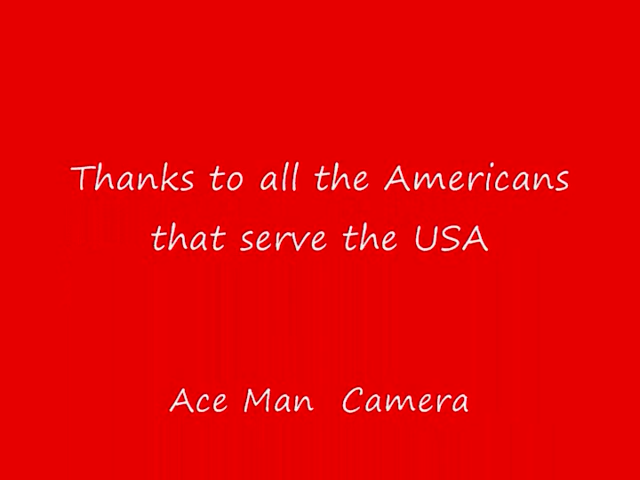 Thanks to all the Americans
that serve the USA
Ace Man  Camera